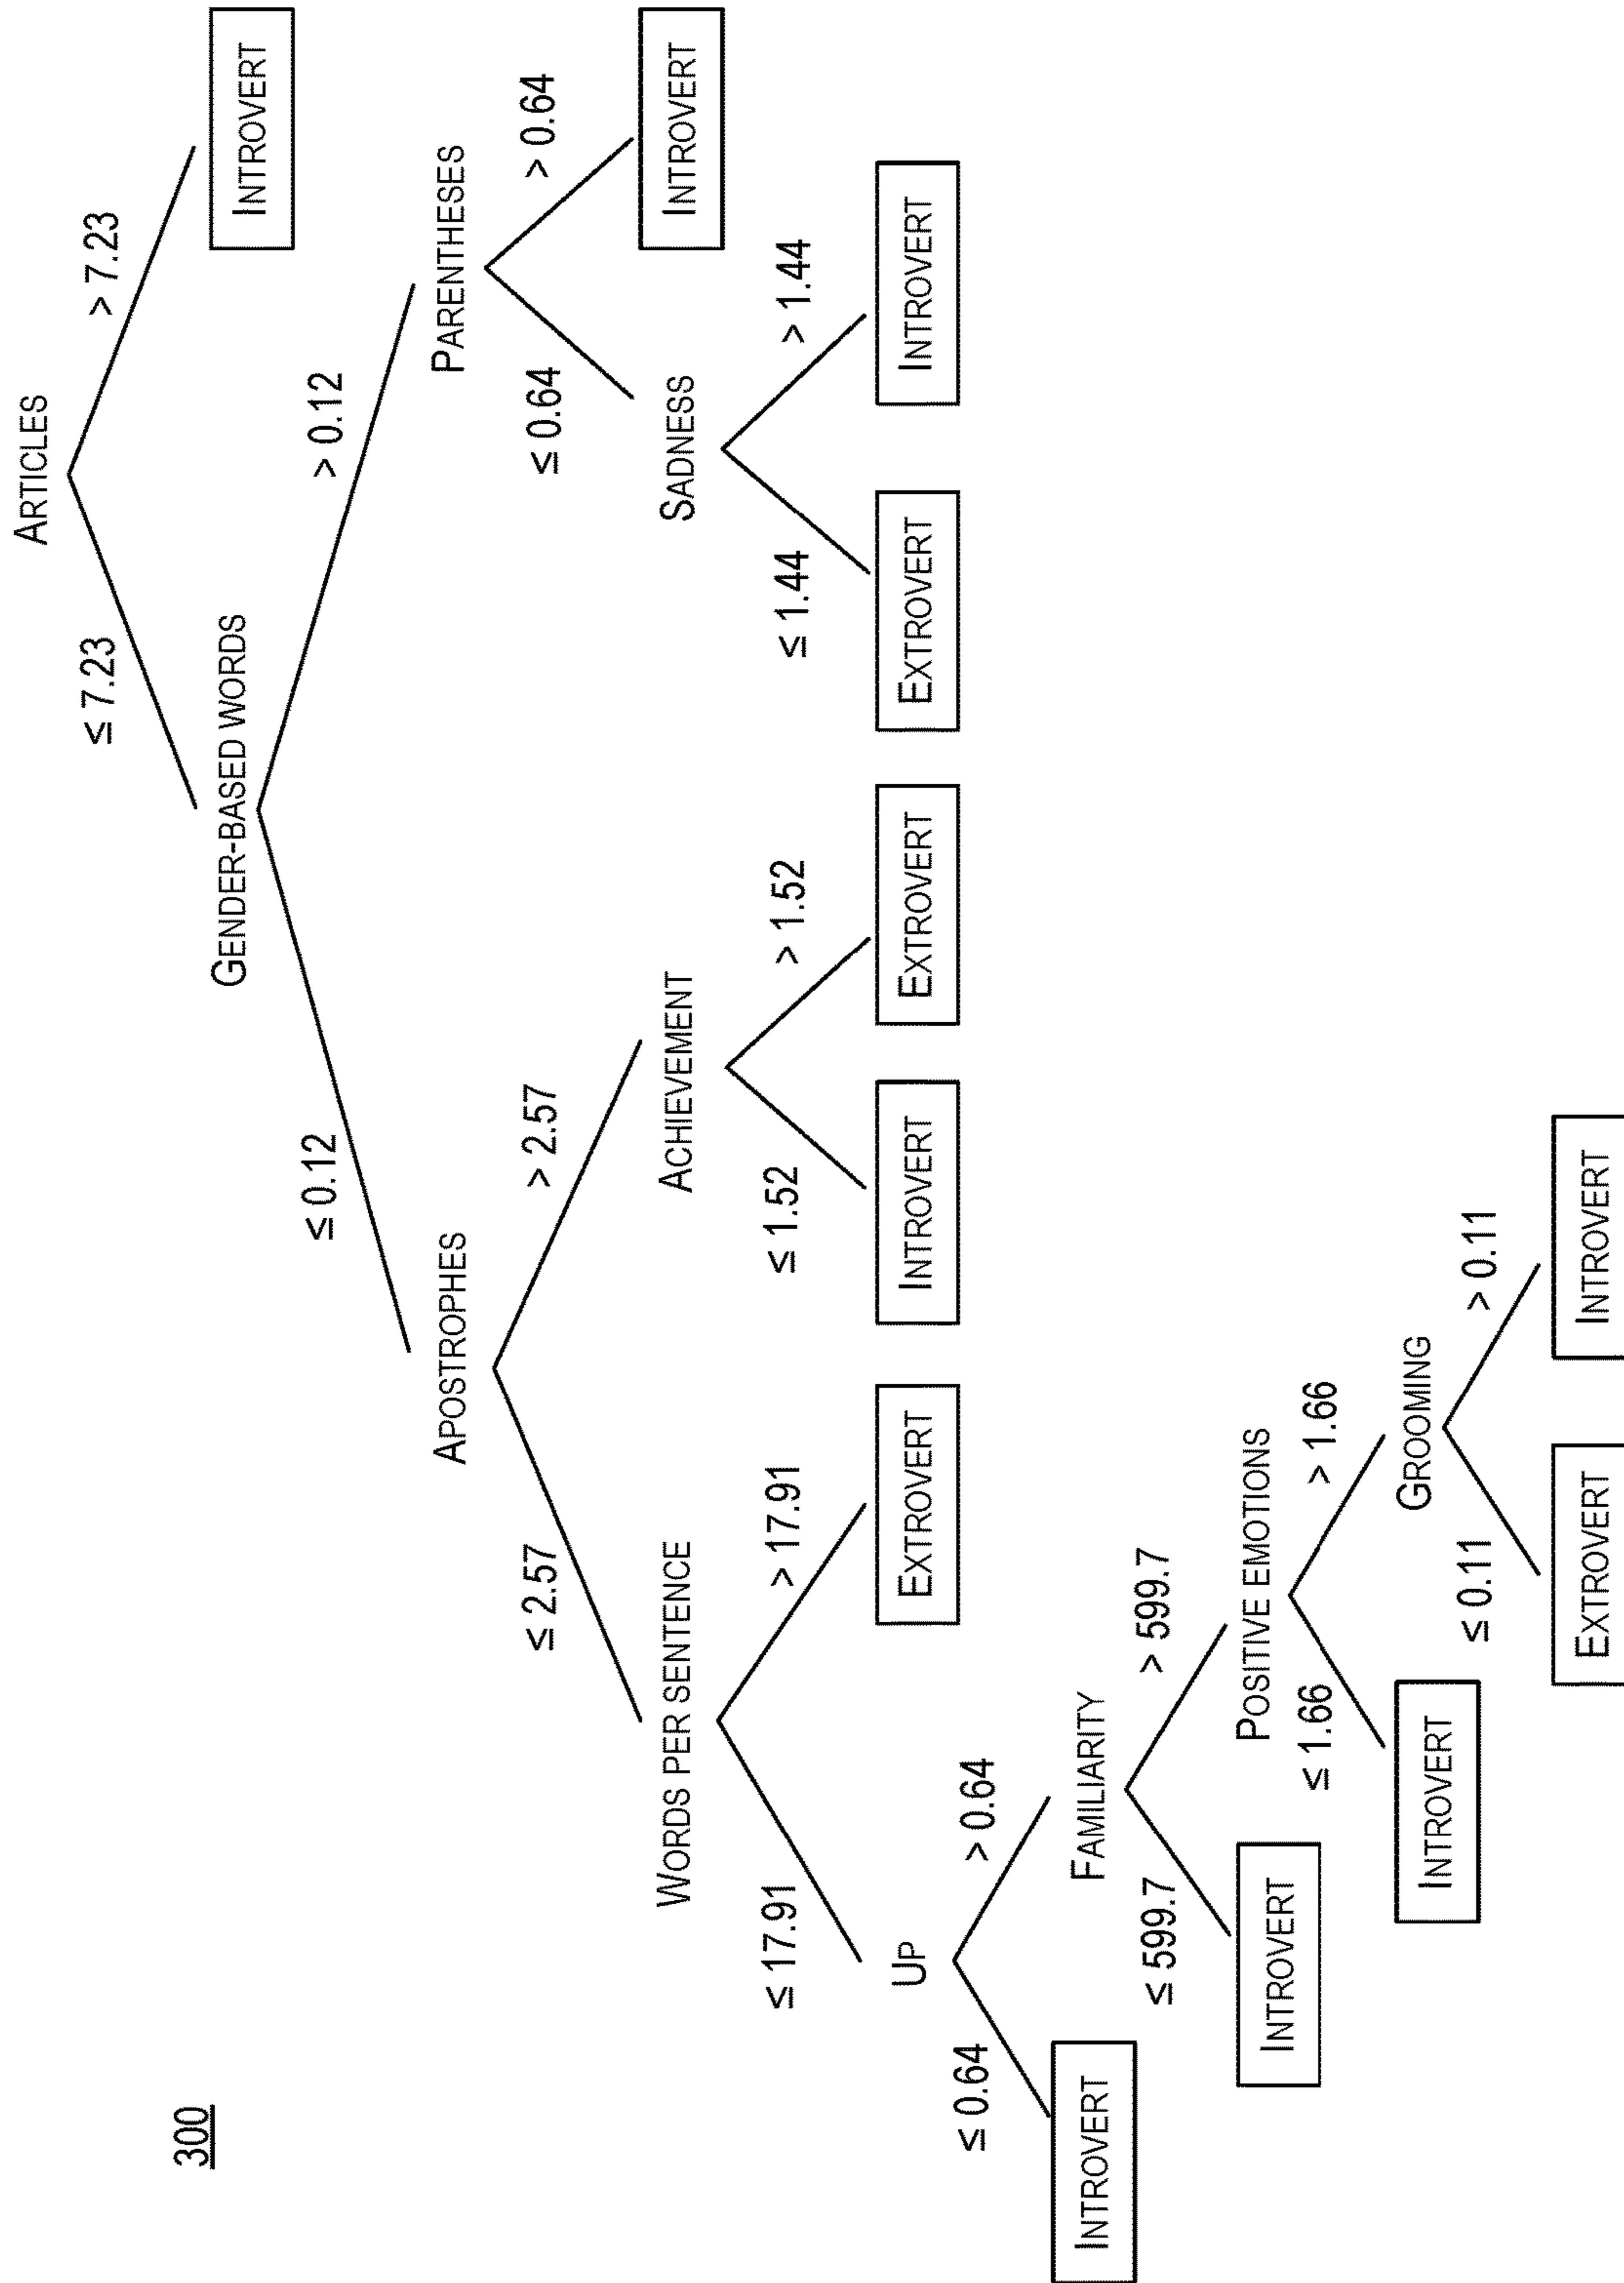 300
ARTICLES
≤ 7.23
> 7.23
GENDER-BASED WORDS
INTROVERT
≤ 0.12
> 0.12
APOSTROPHES
PARENTHESES
≤ 2.57
> 2.57
≤ 0.64
> 0.64
WORDS PER SENTENCE
ACHIEVEMENT
SADNESS
INTROVERT
≤ 17.91
> 17.91
≤ 1.52
> 1.52
≤ 1.44
> 1.44
UP
EXTROVERT
INTROVERT
EXTROVERT
EXTROVERT
INTROVERT
≤ 0.64
> 0.64
INTROVERT
FAMILIARITY
≤ 599.7
> 599.7
INTROVERT
POSITIVE EMOTIONS
≤ 1.66
> 1.66
INTROVERT
GROOMING
≤ 0.11
> 0.11
EXTROVERT
INTROVERT